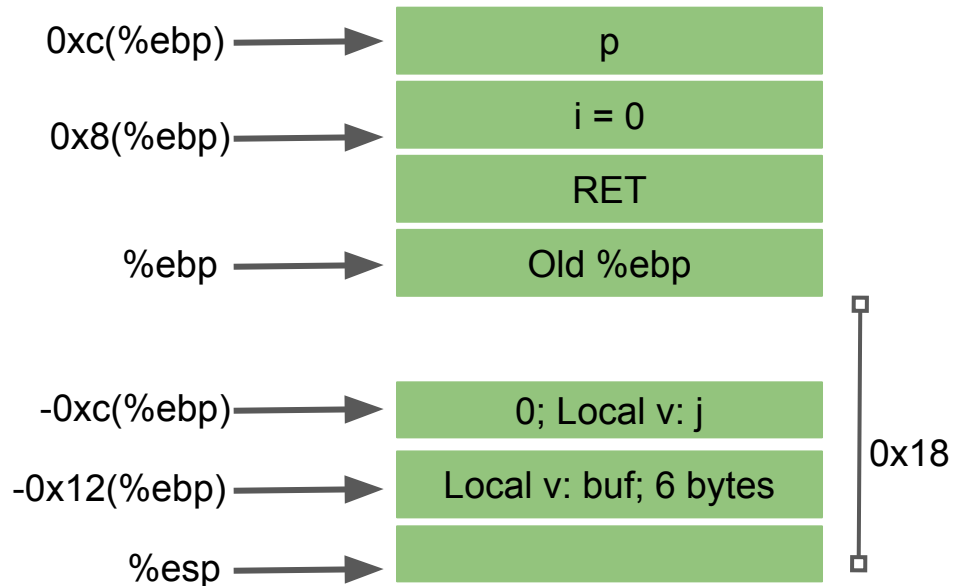 0xc(%ebp) p
0x8(%ebp) i = 0
RET
%ebp Old %ebp
-0xc(%ebp) 0; Local v: j
0x18
-0x12(%ebp) Local v: buf; 6 bytes
%esp